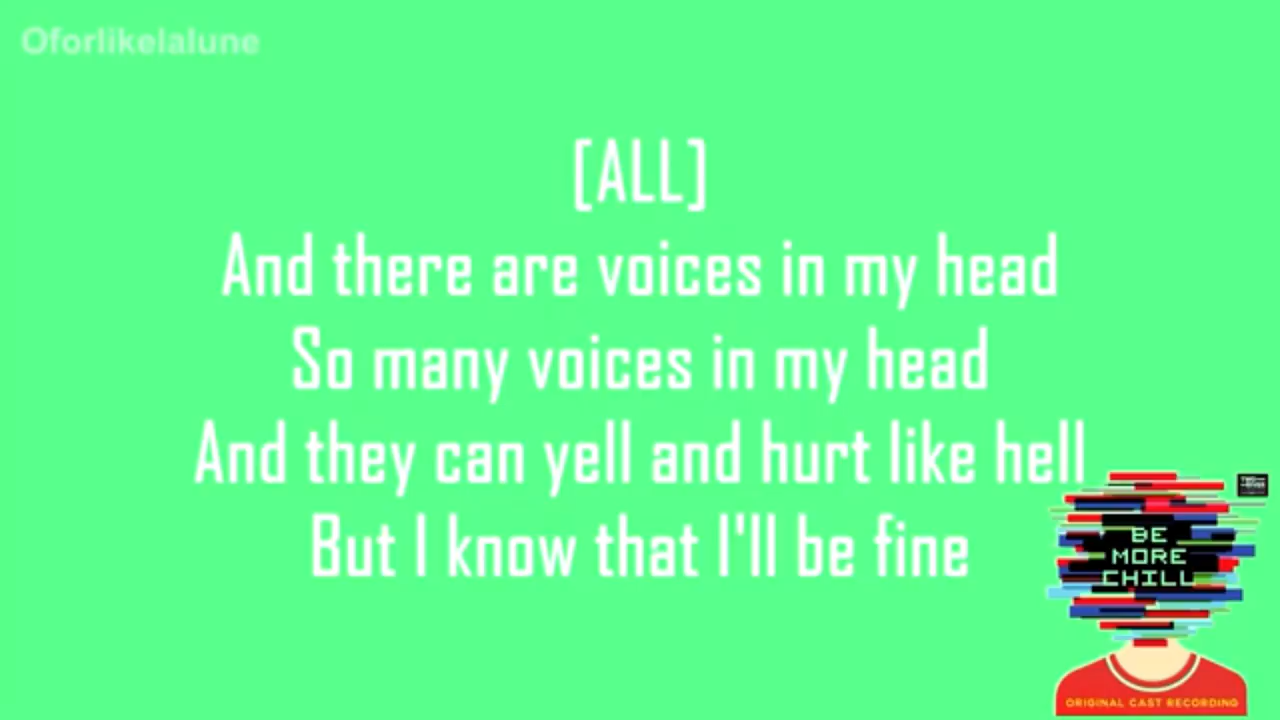 Oforlikelalune
[ALL]
And there are voices in my head
So many voices in my head
And they can yell and hurt like hell
But I know that I'll be fine
BE
MORE
CHILL
ORIGINAL CAST RECORDING